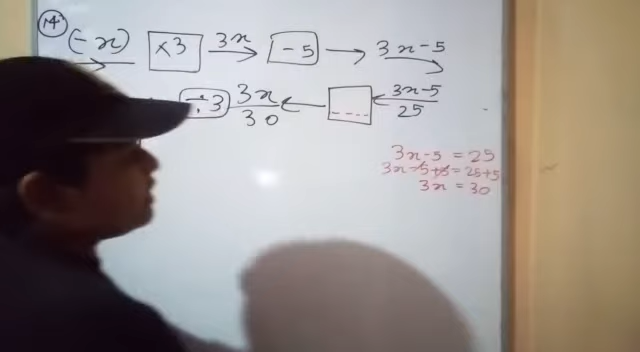 14
(-x) x3 3x -5 3x-5
÷3 3x/30 ---- 3x-5/25
3x-5 = 25
3x-5+5 = 25+5
3x = 30